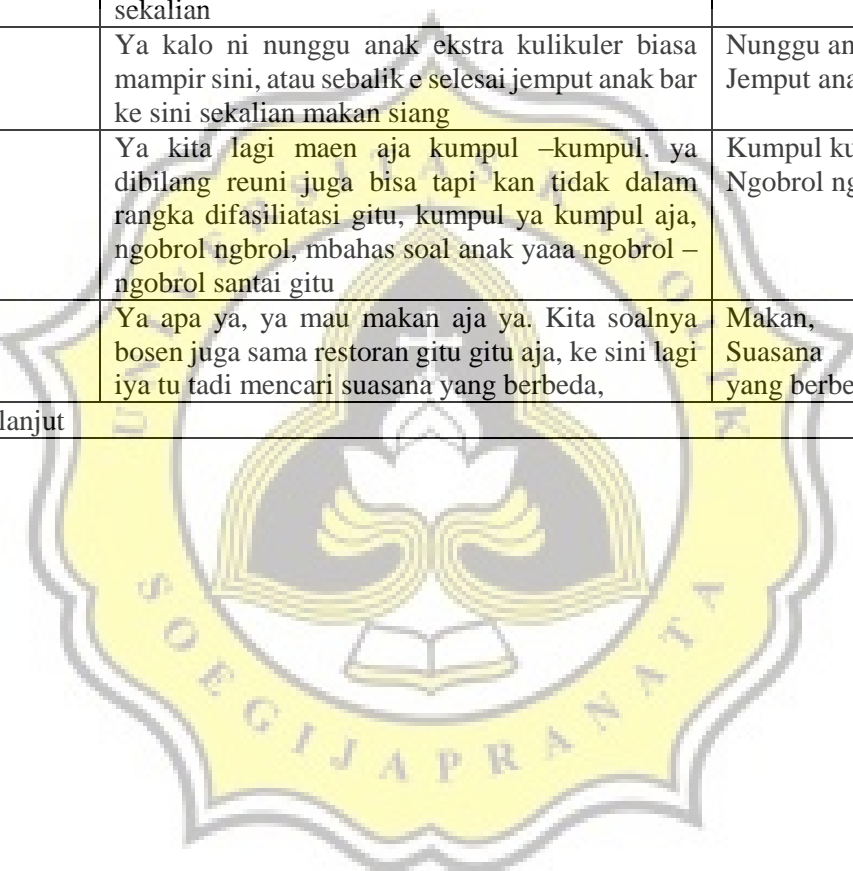 sekalian
Ya kalo ni nunggu anak ekstra kulikuler biasa
mampir sini, atau sebalik e selesai jemput anak bar
ke sini sekalian makan siang
Nunggu an
Jemput ana
Ya kita lagi maen aja kumpul –kumpul. ya
dibilang reuni juga bisa tapi kan tidak dalam
rangka difasiliatasi gitu, kumpul ya kumpul aja,
ngobrol ngbrol, mbahas soal anak yaaa ngobrol –
ngobrol santai gitu
Kumpul ku
Ngobrol ng
Ya apa ya, ya mau makan aja ya. Kita soalnya
bosen juga sama restoran gitu gitu aja, ke sini lagi
iya tu tadi mencari suasana yang berbeda,
Makan,
Suasana
yang berbe
lanjut
UNIVERSITAS KATOLIK
SOEGIJAPRANATA